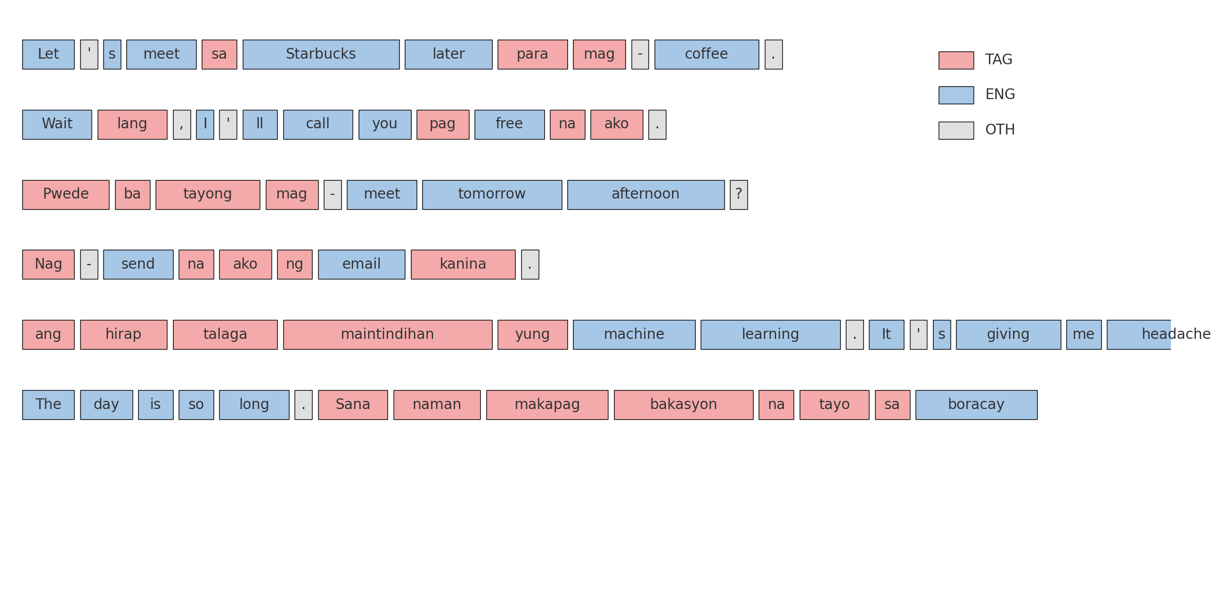 Let ' s meet sa Starbucks later para mag - coffee .
TAG
Wait lang , I ' ll call you pag free na ako .
ENG
OTH
Pwede ba tayong mag - meet tomorrow afternoon ?
Nag - send na ako ng email kanina .
ang hirap talaga maintindihan yung machine learning . It ' s giving me headache
The day is so long . Sana naman makapag bakasyon na tayo sa boracay